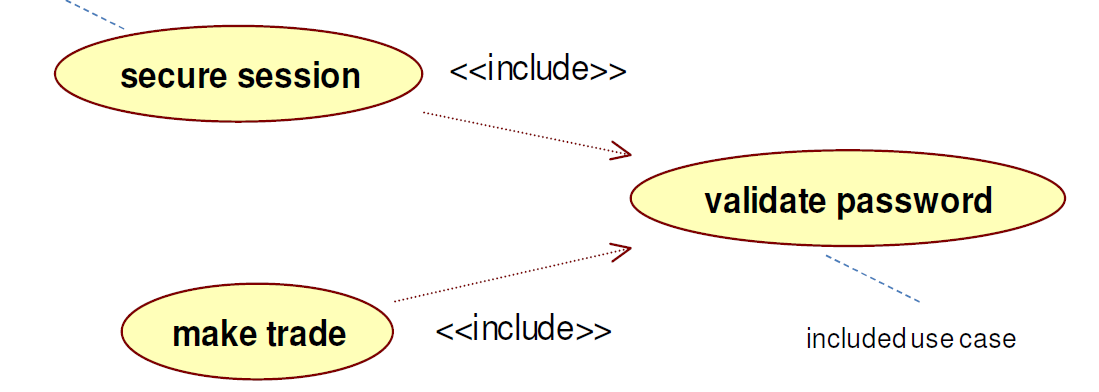 secure session
<<include>>
validate password
make trade
<<include>>
included use case